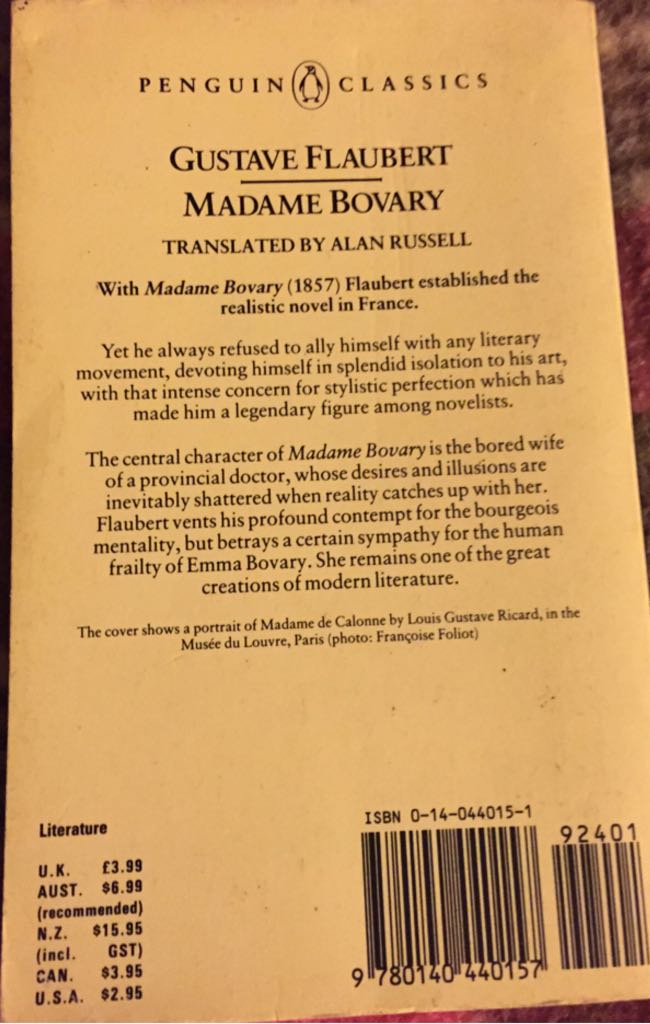 PENGUIN CLASSICS
GUSTAVE FLAUBERT
MADAME BOVARY
TRANSLATED BY ALAN RUSSELL
With Madame Bovary (1857) Flaubert established the
realistic novel in France.
Yet he always refused to ally himself with any literary
movement, devoting himself in splendid isolation to his art,
with that intense concern for stylistic perfection which has
made him a legendary figure among novelists.
The central character of Madame Bovary is the bored wife
of a provincial doctor, whose desires and illusions are
inevitably shattered when reality catches up with her.
Flaubert vents his profound contempt for the bourgeois
mentality, but betrays a certain sympathy for the human
frailty of Emma Bovary. She remains one of the great
creations of modern literature.
The cover shows a portrait of Madame de Calonne by Louis Gustave Ricard, in the
Musée du Louvre, Paris (photo: Françoise Foliot)
Literature
U.K. £3.99
AUST. $6.99
(recommended)
N.Z. $15.95
(incl. GST)
CAN. $3.95
U.S.A. $2.95
ISBN 0-14-044015-1
92401
9 780140 440157